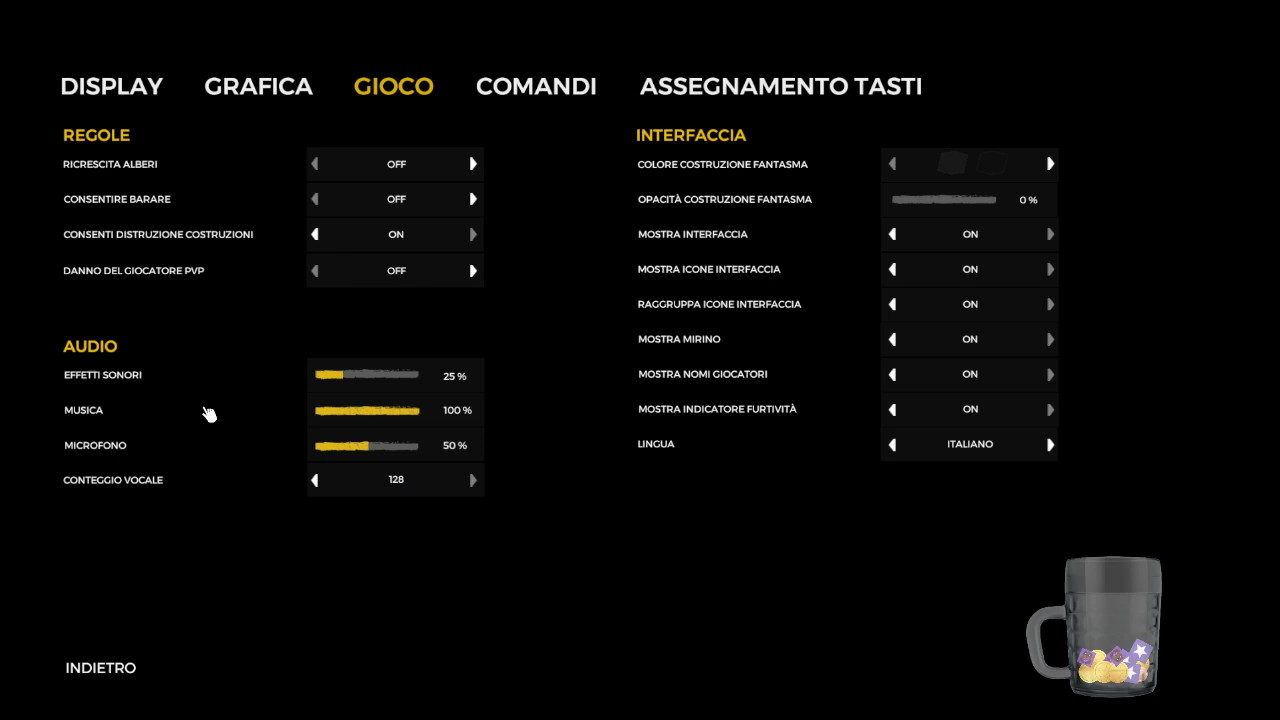 DISPLAY GRAFICA GIOCO COMANDI ASSEGNAMENTO TASTI
REGOLE
RICRESCITA ALBERI OFF
CONSENTIRE BARARE OFF
CONSENTI DISTRUZIONE COSTRUZIONI ON
DANNO DEL GIOCATORE PVP OFF
AUDIO
EFFETTI SONORI 25 %
MUSICA 100 %
MICROFONO 50 %
CONTEGGIO VOCALE 128
INTERFACCIA
COLORE COSTRUZIONE FANTASMA
OPACITÀ COSTRUZIONE FANTASMA 0 %
MOSTRA INTERFACCIA ON
MOSTRA ICONE INTERFACCIA ON
RAGGRUPPA ICONE INTERFACCIA ON
MOSTRA MIRINO ON
MOSTRA NOMI GIOCATORI ON
MOSTRA INDICATORE FURTIVITÀ ON
LINGUA ITALIANO
INDIETRO